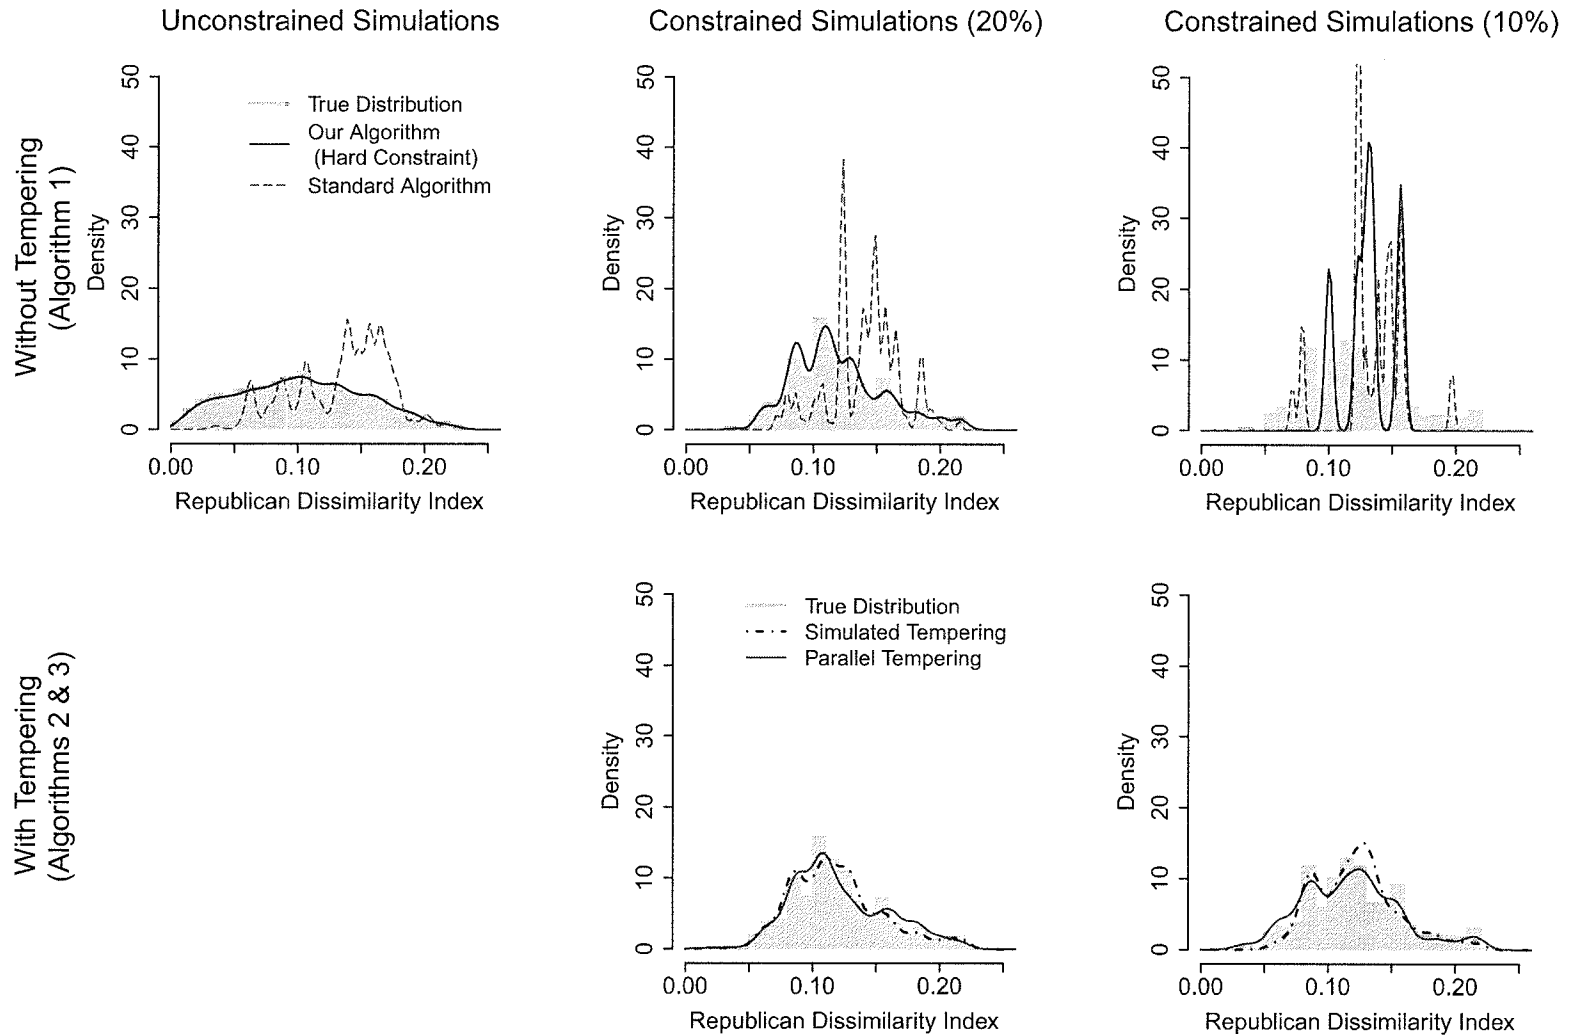 Unconstrained Simulations
Constrained Simulations (20%)
Constrained Simulations (10%)
Without Tempering
(Algorithm 1)
Density
0
10
20
30
40
50
True Distribution
Our Algorithm
(Hard Constraint)
Standard Algorithm
0.00
0.10
0.20
Republican Dissimilarity Index
Density
0
10
20
30
40
50
0.00
0.10
0.20
Republican Dissimilarity Index
Density
0
10
20
30
40
50
0.00
0.10
0.20
Republican Dissimilarity Index
With Tempering
(Algorithms 2 & 3)
Density
0
10
20
30
40
50
True Distribution
Simulated Tempering
Parallel Tempering
0.00
0.10
0.20
Republican Dissimilarity Index
Density
0
10
20
30
40
50
0.00
0.10
0.20
Republican Dissimilarity Index